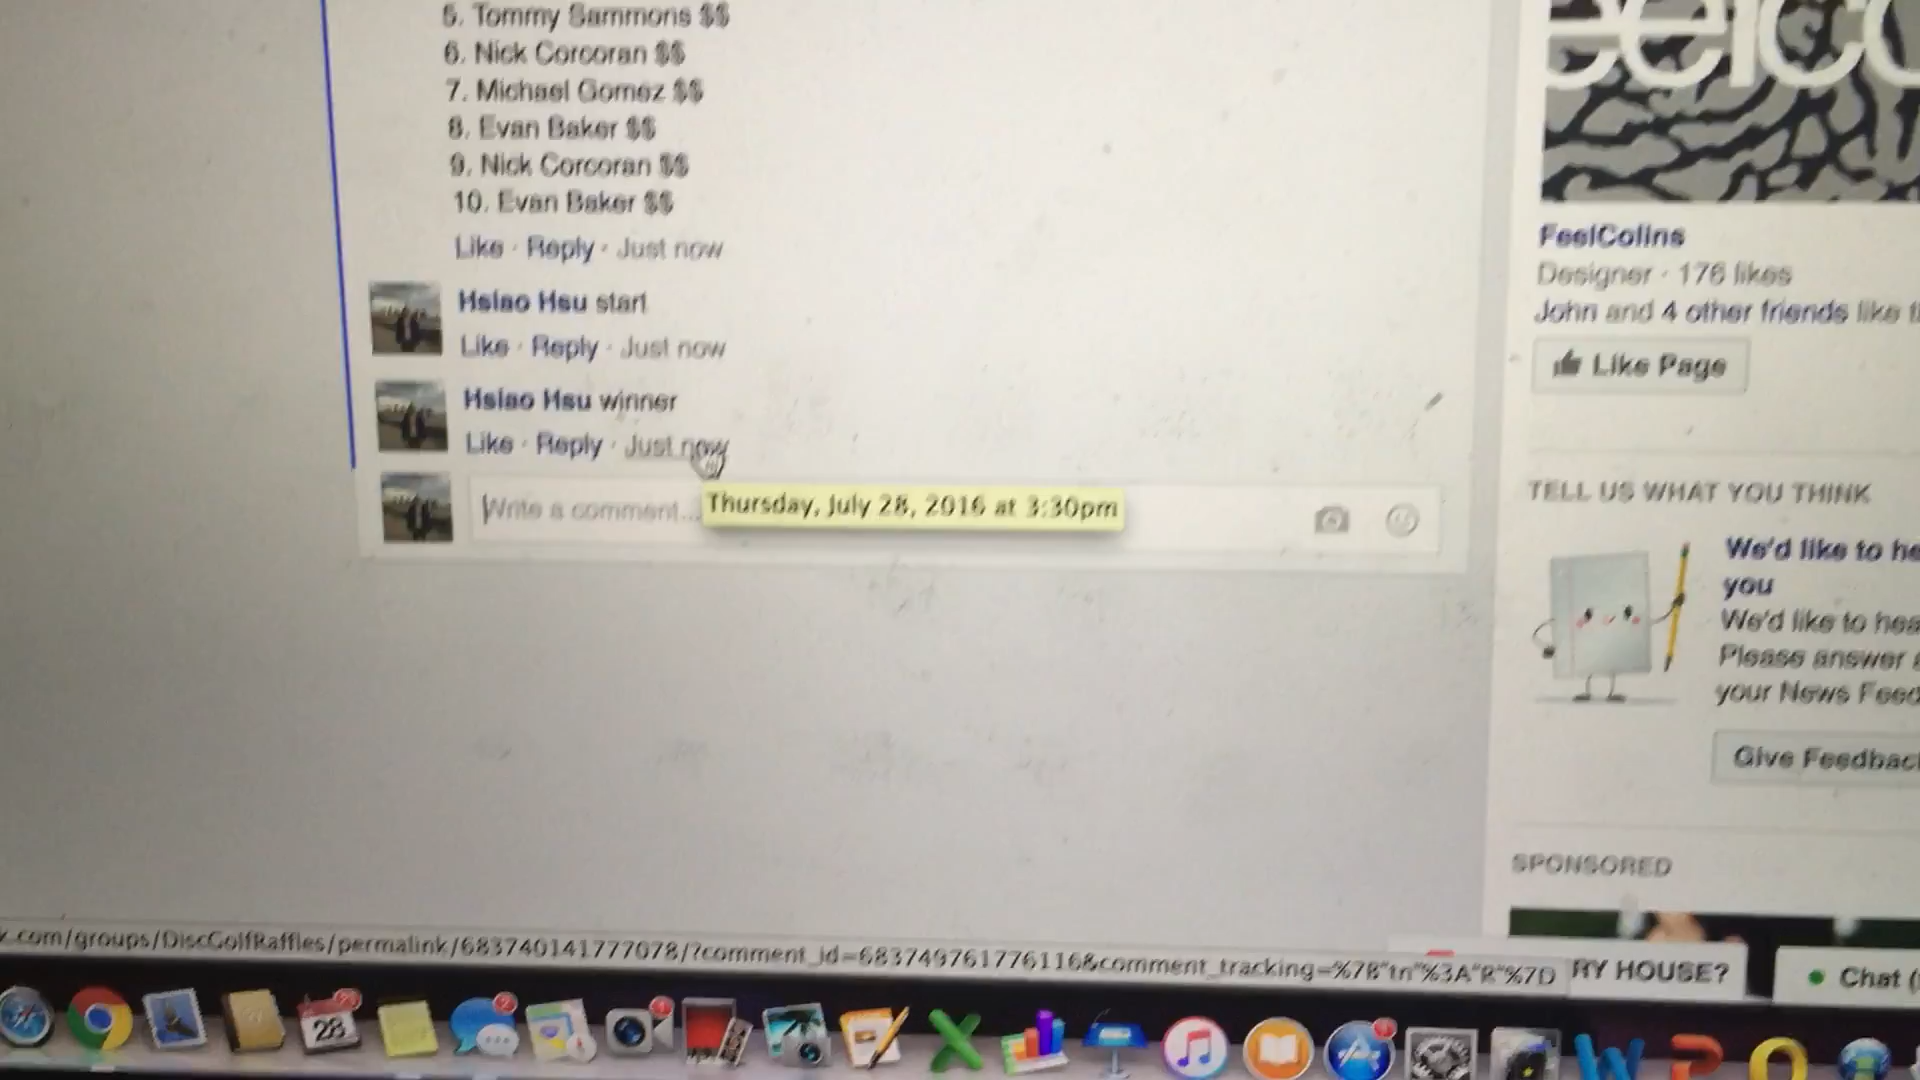 5. Tommy Sammons $$
6. Nick Corcoran $$
7. Michael Gomez $$
8. Evan Baker $$
9. Nick Corcoran $$
10. Evan Baker $$
Like · Reply · Just now
Hsiao Hsu start
Like · Reply · Just now
Hsiao Hsu winner
Like · Reply · Just now
Write a comment...
Thursday, July 28, 2016 at 3:30pm
FeelColins
Designer · 176 likes
John and 4 other friends like
Like Page
TELL US WHAT YOU THINK
We'd like to
you
We'd like to
Please answer
your News Feed
Give Feedback
SPONSORED
.com/groups/DiscGolfRaffles/permalink/683740141777078/?comment_id=683749761776116&comment_tracking=%7B"tn"%3A"R"%7D
RY HOUSE?
Chat
28